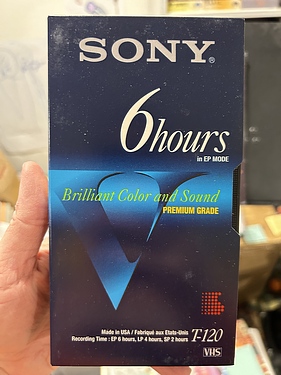 SONY®
6hours
in EP MODE
Brilliant Color and Sound
PREMIUM GRADE
Made in USA / Fabriqué aux Etats-Unis
Recording Time : EP 6 hours, LP 4 hours, SP 2 hours T-120
VHS